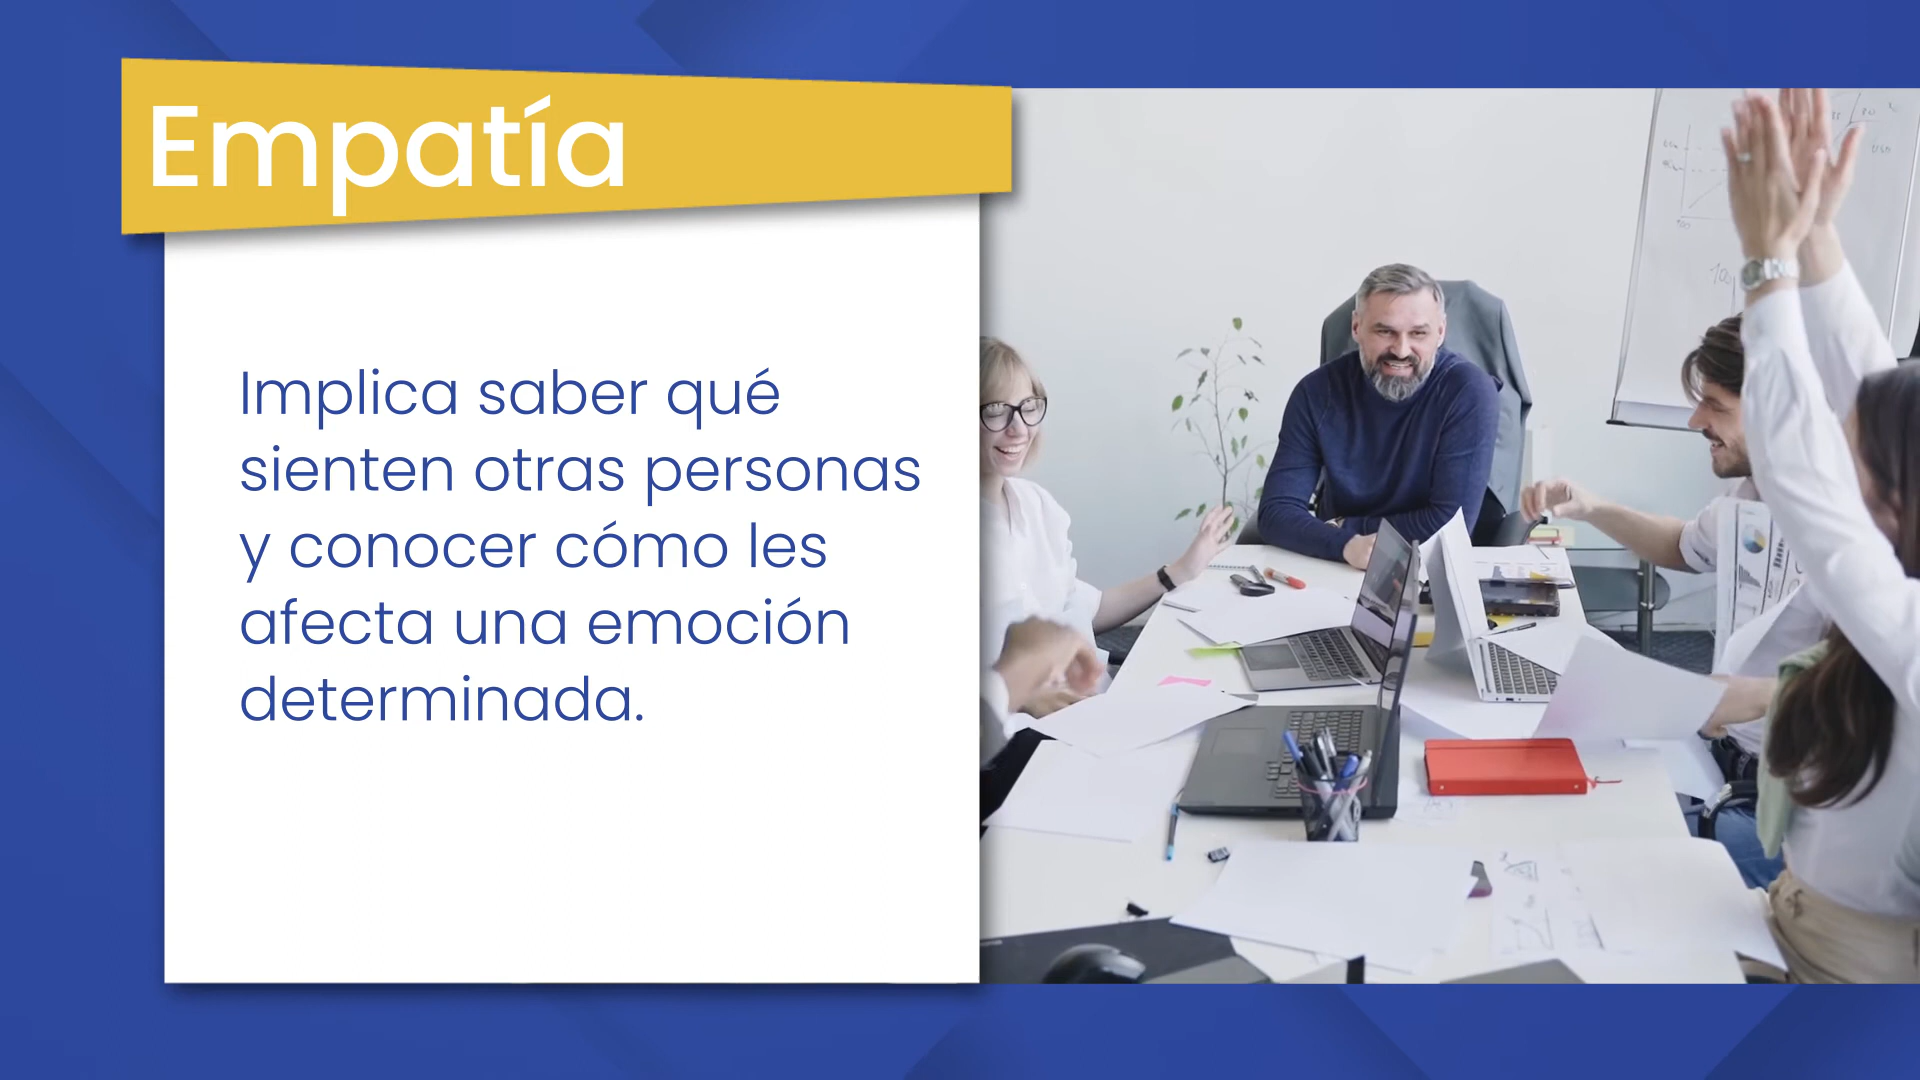 Empatía
Implica saber qué
sienten otras personas
y conocer cómo les
afecta una emoción
determinada.